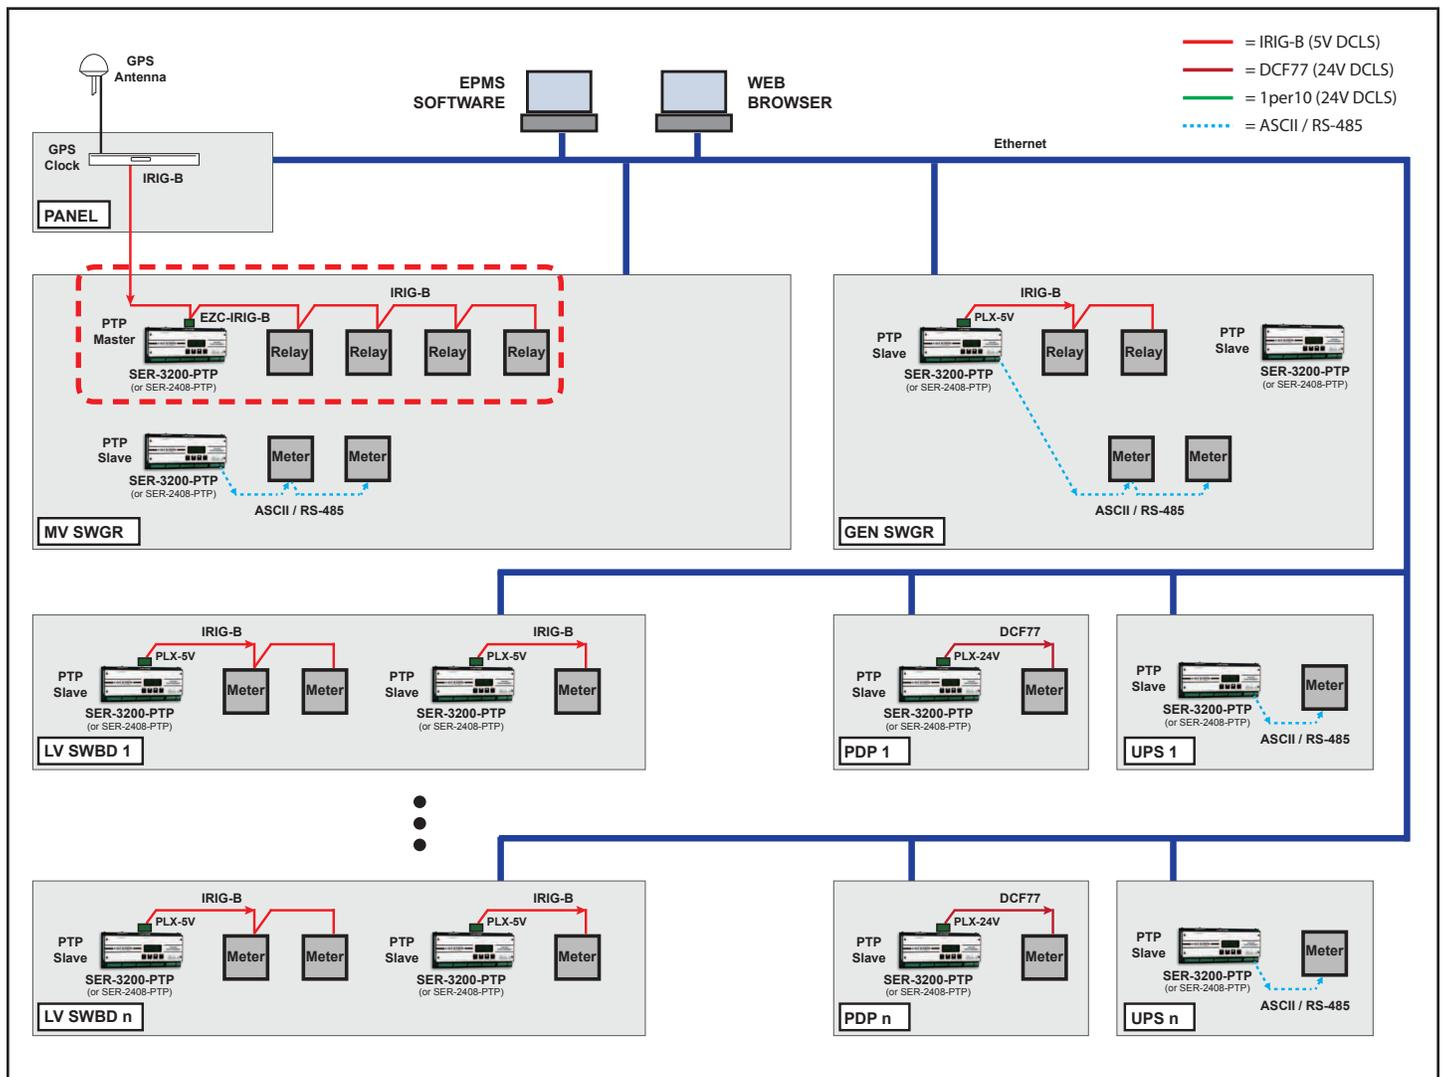 GPS
Antenna
EPMS
SOFTWARE
WEB
BROWSER
= IRIG-B (5V DCLS)
= DCF77 (24V DCLS)
= 1per10 (24V DCLS)
= ASCII / RS-485
Ethernet
GPS
Clock
IRIG-B
PANEL
IRIG-B
EZC-IRIG-B
PTP
Master
Relay
Relay
Relay
Relay
SER-3200-PTP
(or SER-2408-PTP)
PTP
Slave
Meter
Meter
SER-3200-PTP
(or SER-2408-PTP)
ASCII / RS-485
MV SWGR
IRIG-B
PLX-5V
PTP
Slave
Relay
Relay
SER-3200-PTP
(or SER-2408-PTP)
PTP
Slave
SER-3200-PTP
(or SER-2408-PTP)
Meter
Meter
ASCII / RS-485
GEN SWGR
IRIG-B
PLX-5V
PTP
Slave
Meter
Meter
SER-3200-PTP
(or SER-2408-PTP)
IRIG-B
PLX-5V
PTP
Slave
Meter
SER-3200-PTP
(or SER-2408-PTP)
LV SWBD 1
DCF77
PLX-24V
PTP
Slave
Meter
SER-3200-PTP
(or SER-2408-PTP)
PDP 1
PTP
Slave
Meter
SER-3200-PTP
(or SER-2408-PTP)
ASCII / RS-485
UPS 1
IRIG-B
PLX-5V
PTP
Slave
Meter
Meter
SER-3200-PTP
(or SER-2408-PTP)
IRIG-B
PLX-5V
PTP
Slave
Meter
SER-3200-PTP
(or SER-2408-PTP)
LV SWBD n
DCF77
PLX-24V
PTP
Slave
Meter
SER-3200-PTP
(or SER-2408-PTP)
PDP n
PTP
Slave
Meter
SER-3200-PTP
(or SER-2408-PTP)
ASCII / RS-485
UPS n